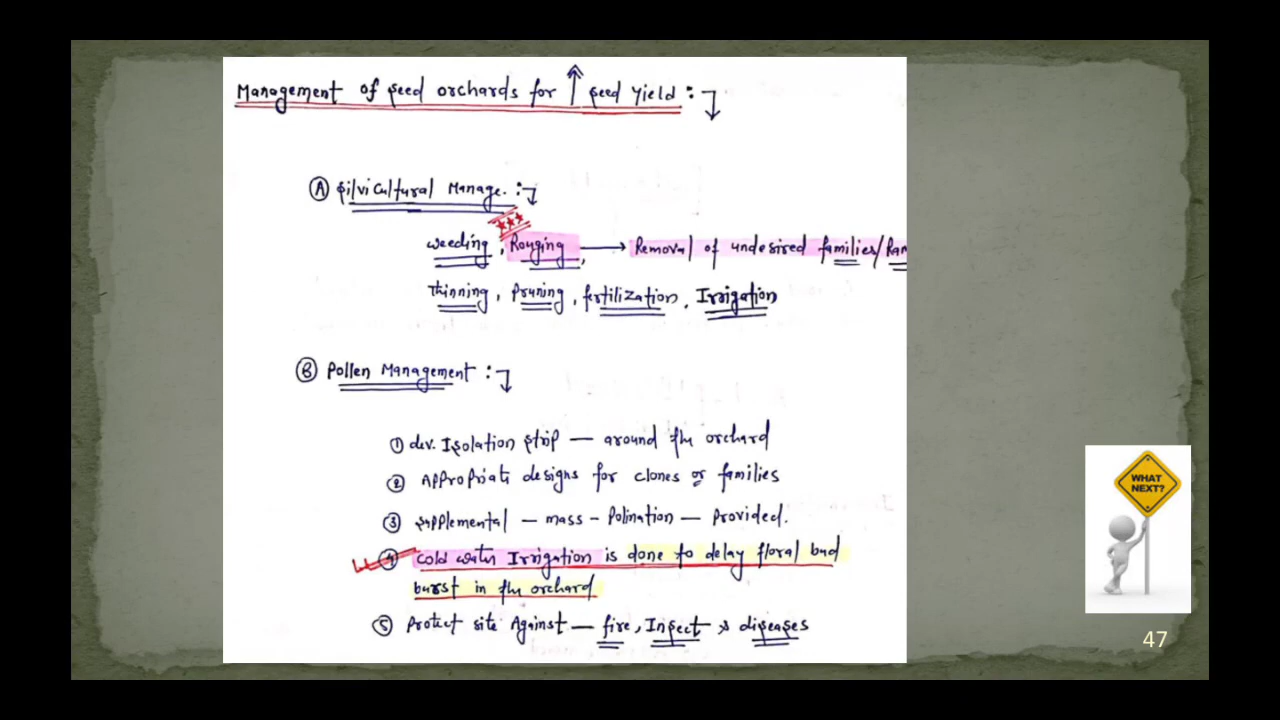 Management of seed orchards for ↑ seed yield :↴
Ⓐ Silvicultural Manage. :↴
★★★
weeding, Rouging, → Removal of undesired families/Ram
Thinning, Pruning, fertilization, Irrigation
Ⓑ Pollen Management :↴
① dev. Isolation strip — around the orchard
② Appropriate designs for clones or families
③ supplemental – mass – Polination — Provided.
④ cold water Irrigation is done to delay floral bud
burst in the orchard
⑤ Protect site Against — fire, Insect & diseases
WHAT
NEXT?
47